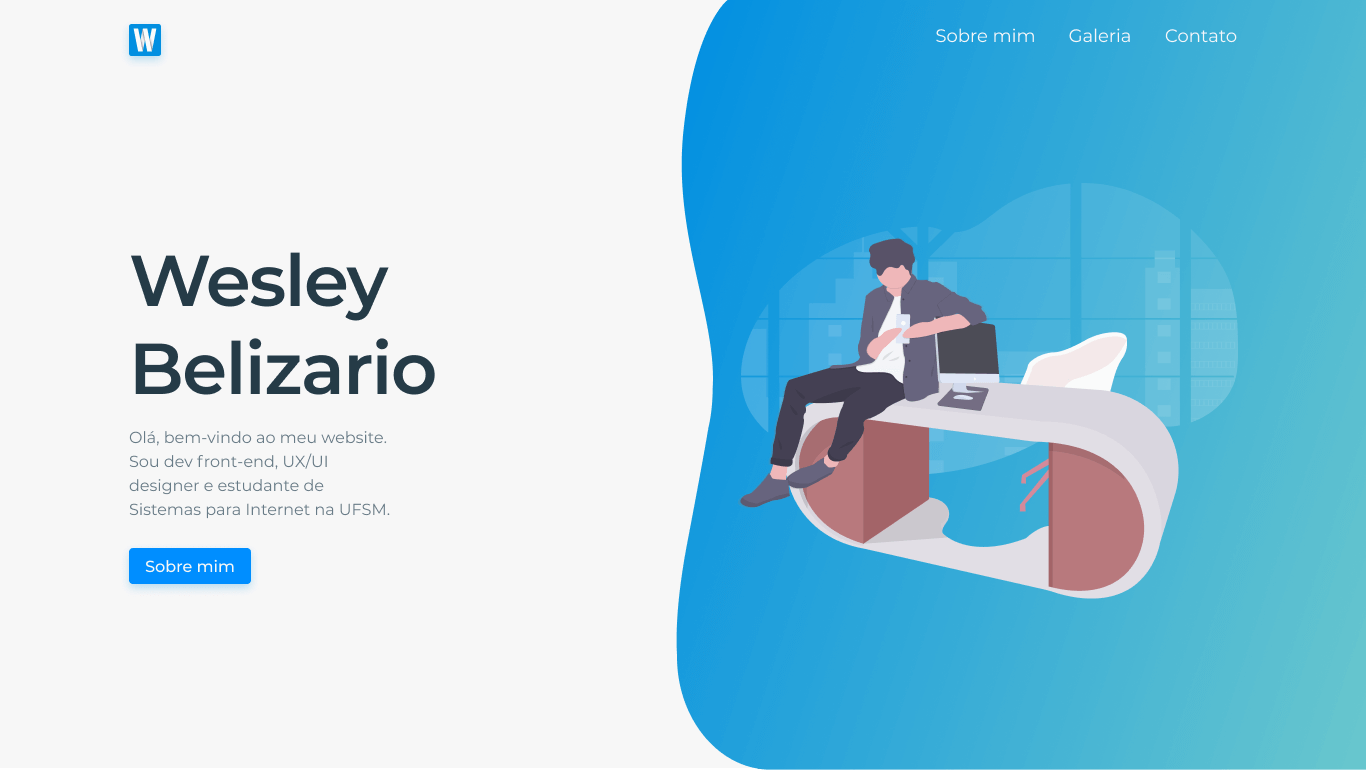 W
Sobre mim Galeria Contato
Wesley
Belizario
Olá, bem-vindo ao meu website.
Sou dev front-end, UX/UI
designer e estudante de
Sistemas para Internet na UFSM.
Sobre mim